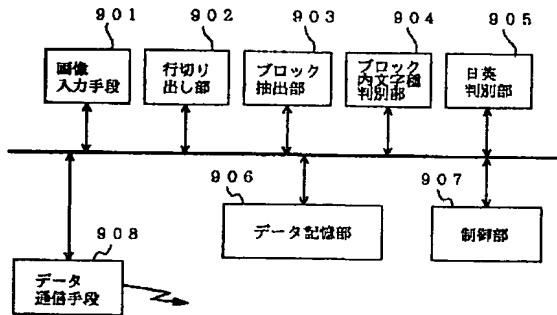 901
902
903
904
905
画像
入力手段
行切り
出し部
ブロック
抽出部
ブロック
内文字種
判別部
日英
判別部
906
907
データ記憶部
制御部
908
データ
通信手段